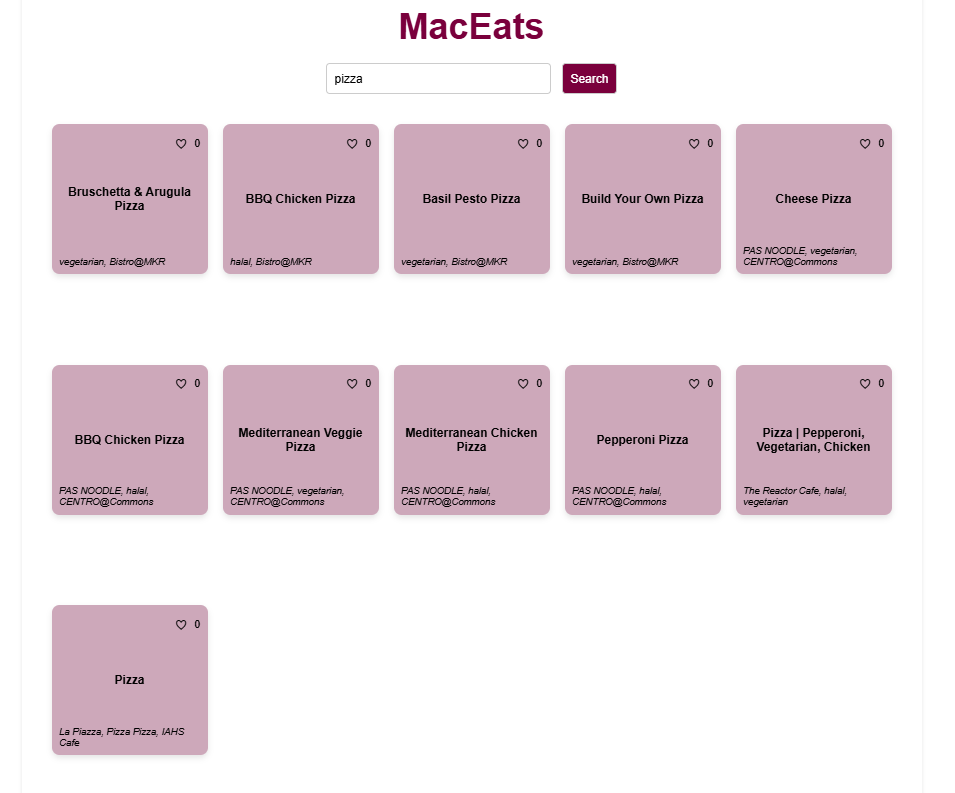 MacEats
pizza
Search
0
Bruschetta & Arugula
Pizza
vegetarian, Bistro@MKR
0
BBQ Chicken Pizza
halal, Bistro@MKR
0
Basil Pesto Pizza
vegetarian, Bistro@MKR
0
Build Your Own Pizza
vegetarian, Bistro@MKR
0
Cheese Pizza
PAS NOODLE, vegetarian,
CENTRO@Commons
0
BBQ Chicken Pizza
PAS NOODLE, halal,
CENTRO@Commons
0
Mediterranean Veggie
Pizza
PAS NOODLE, vegetarian,
CENTRO@Commons
0
Mediterranean Chicken
Pizza
PAS NOODLE, halal,
CENTRO@Commons
0
Pepperoni Pizza
PAS NOODLE, halal,
CENTRO@Commons
0
Pizza | Pepperoni,
Vegetarian, Chicken
The Reactor Cafe, halal,
vegetarian
0
Pizza
La Piazza, Pizza Pizza, IAHS
Cafe